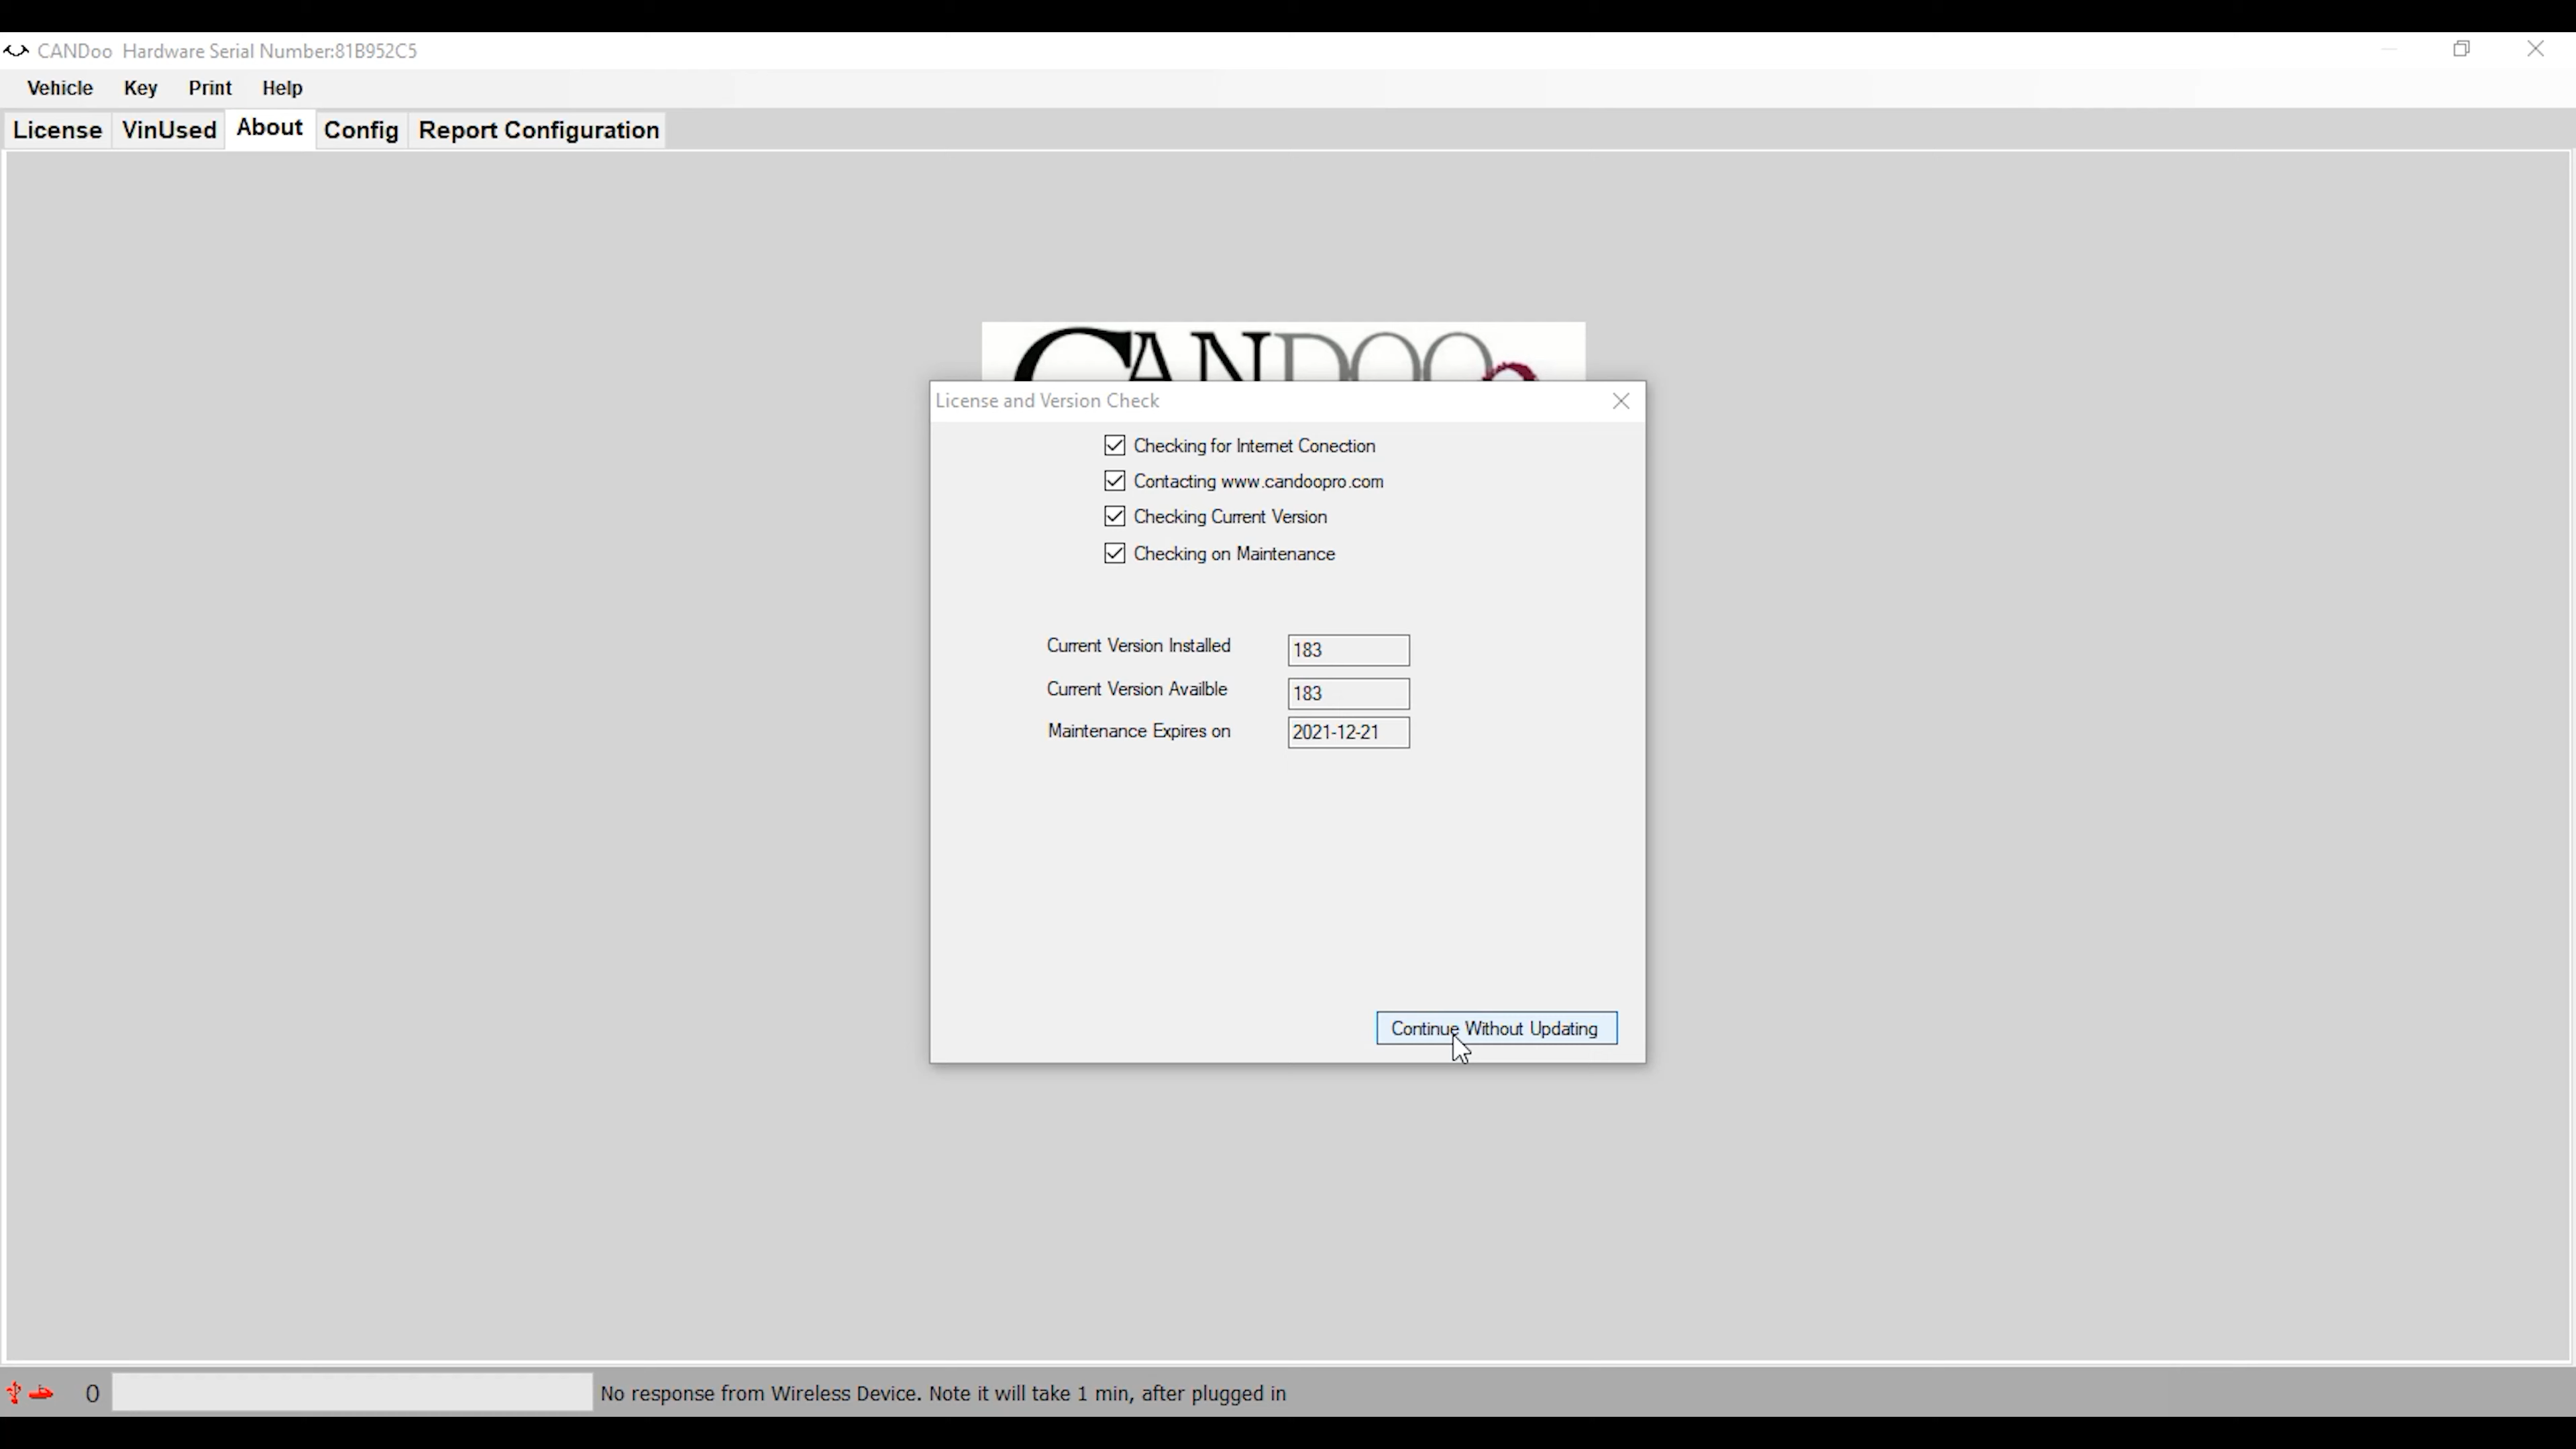 CANDoo Hardware Serial Number:81B952C5
Vehicle Key Print Help
License VinUsed About Config Report Configuration
CANDOO
License and Version Check
Checking for Internet Conection
Contacting www.candoopro.com
Checking Current Version
Checking on Maintenance
Current Version Installed 183
Current Version Availble 183
Maintenance Expires on 2021-12-21
Continue Without Updating
0 No response from Wireless Device. Note it will take 1 min, after plugged in